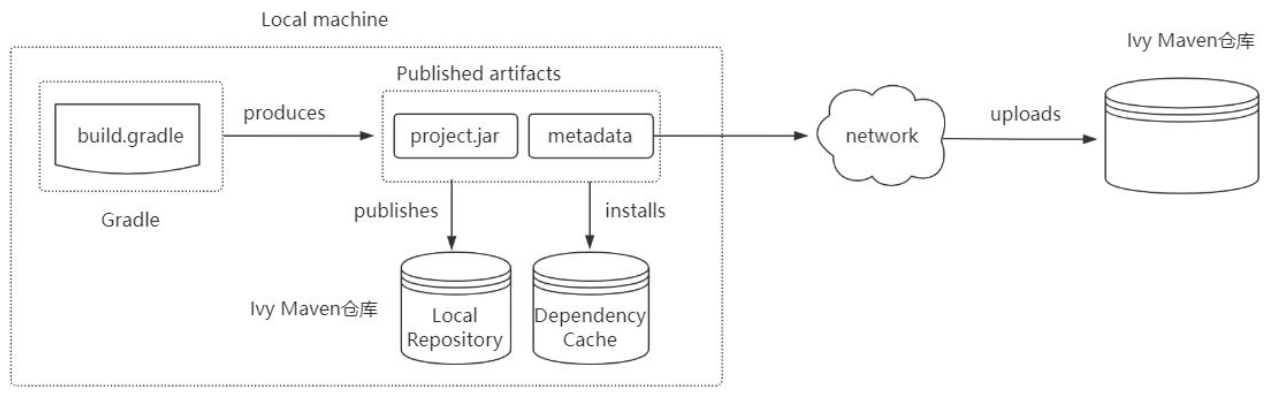 Local machine
Ivy Maven仓库
Published artifacts
produces
build.gradle
project.jar
metadata
network
uploads
Gradle
publishes
installs
Ivy Maven仓库
Local
Repository
Dependency
Cache